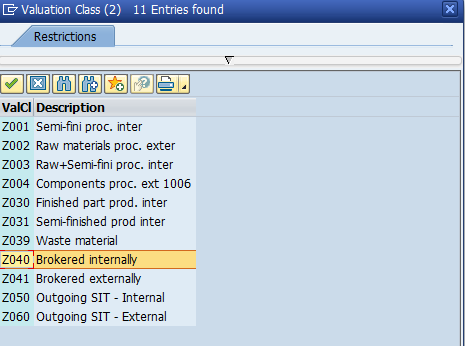 Valuation Class (2) 11 Entries found
Restrictions
ValCl Description
Z001 Semi-fini proc. inter
Z002 Raw materials proc. exter
Z003 Raw+Semi-fini proc. inter
Z004 Components proc. ext 1006
Z030 Finished part prod. inter
Z031 Semi-finished prod inter
Z039 Waste material
Z040 Brokered internally
Z041 Brokered externally
Z050 Outgoing SIT - Internal
Z060 Outgoing SIT - External